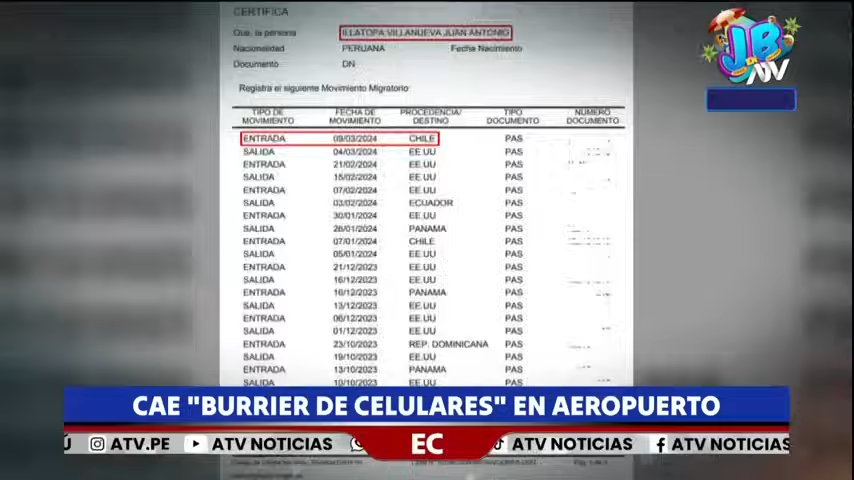 CERTIFICA
Que, la persona ILLATOPA VILLANUEVA JUAN ANTONIO
Nacionalidad PERUANA Fecha Nacimiento
Documento DN
Registra el siguiente Movimiento Migratorio:
TIPO DE MOVIMIENTO FECHA DE MOVIMIENTO PROCEDENCIA/ DESTINO TIPO DOCUMENTO NUMERO DOCUMENTO
ENTRADA 09/03/2024 CHILE PAS
SALIDA 04/03/2024 EE.UU PAS
ENTRADA 21/02/2024 EE.UU PAS
SALIDA 15/02/2024 EE.UU PAS
ENTRADA 07/02/2024 EE.UU PAS
SALIDA 03/02/2024 ECUADOR PAS
ENTRADA 30/01/2024 EE.UU PAS
SALIDA 26/01/2024 PANAMA PAS
ENTRADA 07/01/2024 CHILE PAS
SALIDA 05/01/2024 EE.UU PAS
ENTRADA 21/12/2023 EE.UU PAS
SALIDA 16/12/2023 EE.UU PAS
ENTRADA 16/12/2023 PANAMA PAS
SALIDA 13/12/2023 EE.UU PAS
ENTRADA 06/12/2023 EE.UU PAS
SALIDA 01/12/2023 EE.UU PAS
ENTRADA 23/10/2023 REP. DOMINICANA PAS
SALIDA 19/10/2023 EE.UU PAS
ENTRADA 13/10/2023 PANAMA PAS
SALIDA 10/10/2023 EE.UU PAS
JB
ATV
CAE "BURRIER DE CELULARES" EN AEROPUERTO
ATV.PE ATV NOTICIAS EC ATV NOTICIAS ATV NOTICIAS